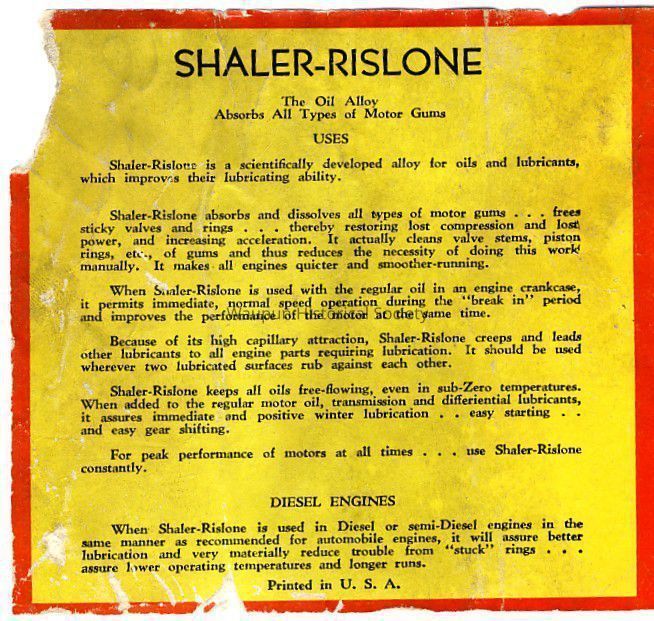 SHALER-RISLONE
The Oil Alloy
Absorbs All Types of Motor Gums
USES
Shaler-Rislone is a scientifically developed alloy for oils and lubricants,
which improves their lubricating ability.
Shaler-Rislone absorbs and dissolves all types of motor gums . . . frees
sticky valves and rings . . . thereby restoring lost compression and lost
power, and increasing acceleration. It actually cleans valve stems, piston
rings, etc., of gums and thus reduces the necessity of doing this work
manually. It makes all engines quicter and smoother-running.
When Shaler-Rislone is used with the regular oil in an engine crankcase,
it permits immediate, normal speed operation during the "break in" period
and improves the performance of the motor at the same time.
Waupun Historical Society
Because of its high capillary attraction, Shaler-Rislone creeps and leads
other lubricants to all engine parts requiring lubrication. It should be used
wherever two lubricated surfaces rub against each other.
Shaler-Rislone keeps all oils free-flowing, even in sub-Zero temperatures.
When added to the regular motor oil, transmission and differiential lubricants,
it assures immediate and positive winter lubrication . . easy starting . .
and easy gear shifting.
For peak performance of motors at all times . . . use Shaler-Rislone
constantly.
DIESEL ENGINES
When Shaler-Rislone is used in Diesel or semi-Diesel engines in the
same manner as recommended for automobile engines, it will assure better
lubrication and very materially reduce trouble from "stuck" rings . . .
assure lower operating temperatures and longer runs.
Printed in U. S. A.